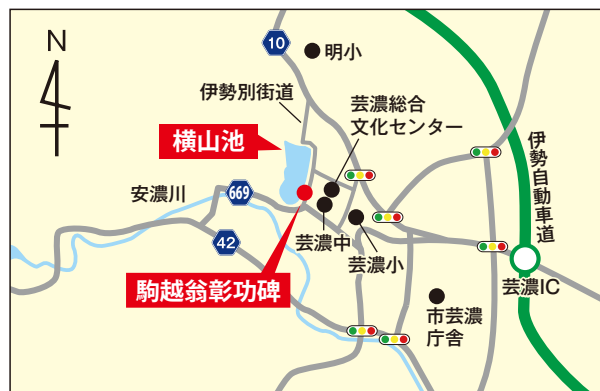 N
10
明小
伊勢別街道
芸濃総合
文化センター
横山池
伊勢自動車道
安濃川
669
芸濃中
42
芸濃小
芸濃IC
駒越翁彰功碑
市芸濃
庁舎